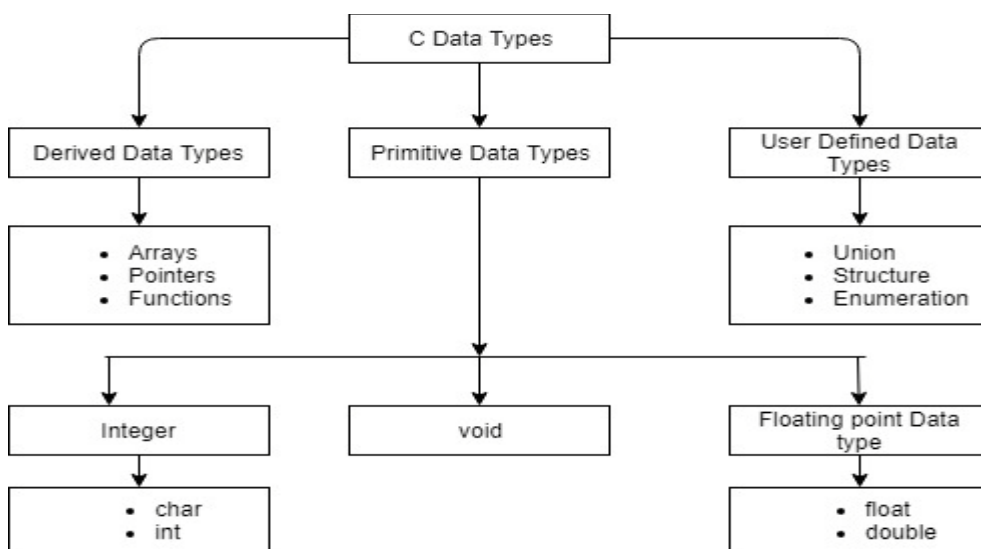 C Data Types
Derived Data Types
Primitive Data Types
User Defined Data
Types
• Arrays
• Pointers
• Functions
• Union
• Structure
• Enumeration
Integer
void
Floating point Data
type
• char
• int
• float
• double